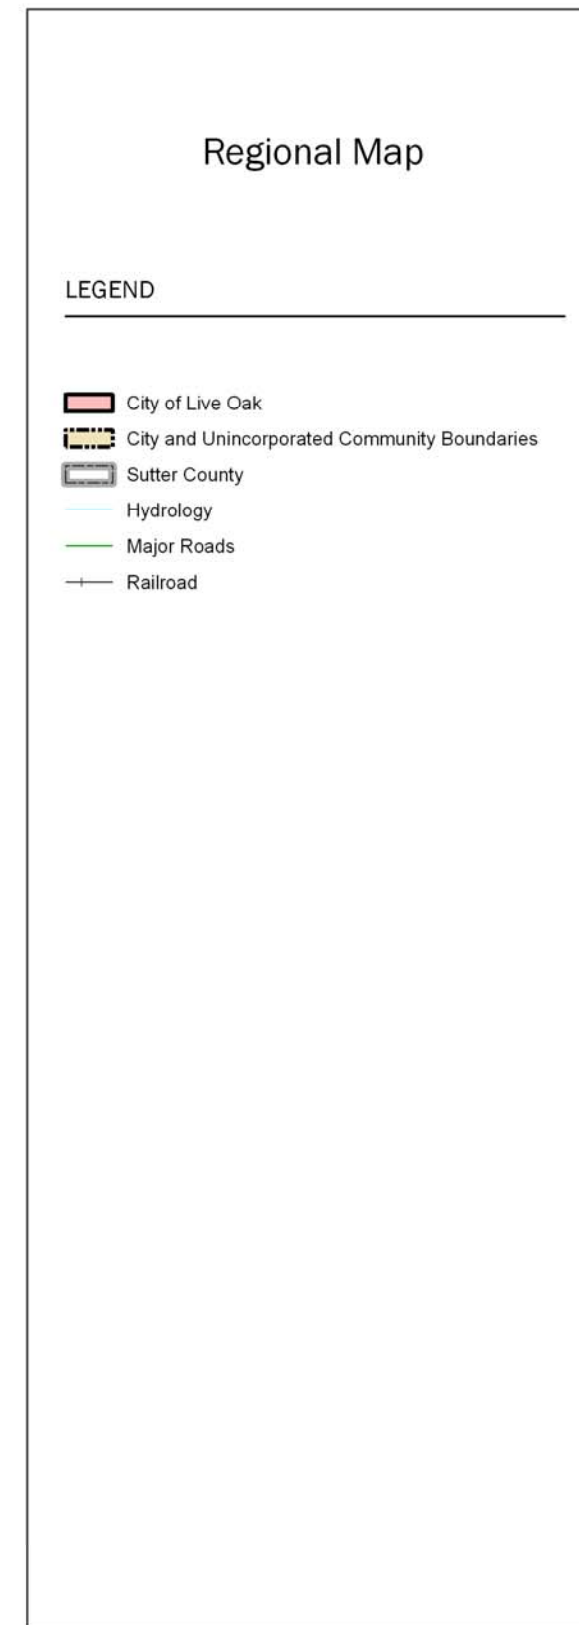 Regional Map
LEGEND
City of Live Oak
City and Unincorporated Community Boundaries
Sutter County
Hydrology
Major Roads
Railroad